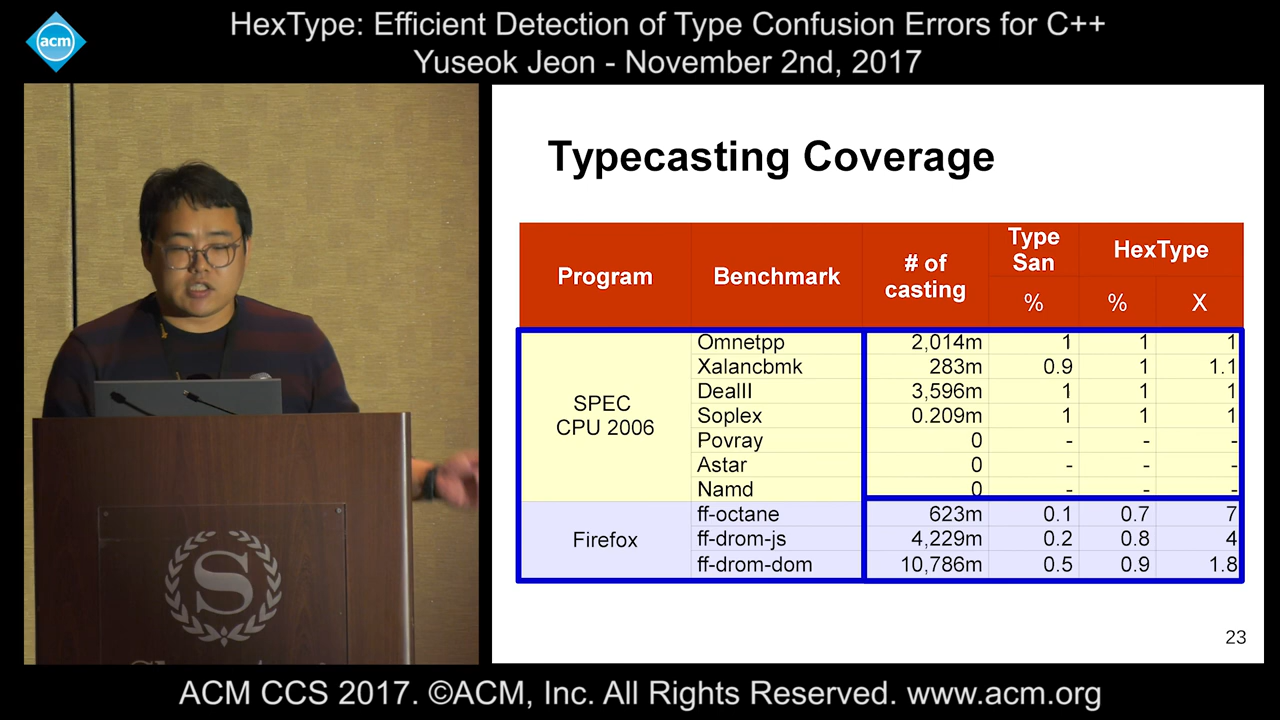 HexType: Efficient Detection of Type Confusion Errors for C++
acm
Yuseok Jeon - November 2nd, 2017
Typecasting Coverage
Program Benchmark # of casting Type San HexType
% % X
SPEC CPU 2006
Omnetpp 2,014m 1 1 1
Xalancbmk 283m 0.9 1 1.1
DealII 3,596m 1 1 1
Soplex 0.209m 1 1 1
Povray 0 - - -
Astar 0 - - -
Namd 0 - - -
Firefox
ff-octane 623m 0.1 0.7 7
ff-drom-js 4,229m 0.2 0.8 4
ff-drom-dom 10,786m 0.5 0.9 1.8
23
S
ACM CCS 2017. ©ACM, Inc. All Rights Reserved. www.acm.org